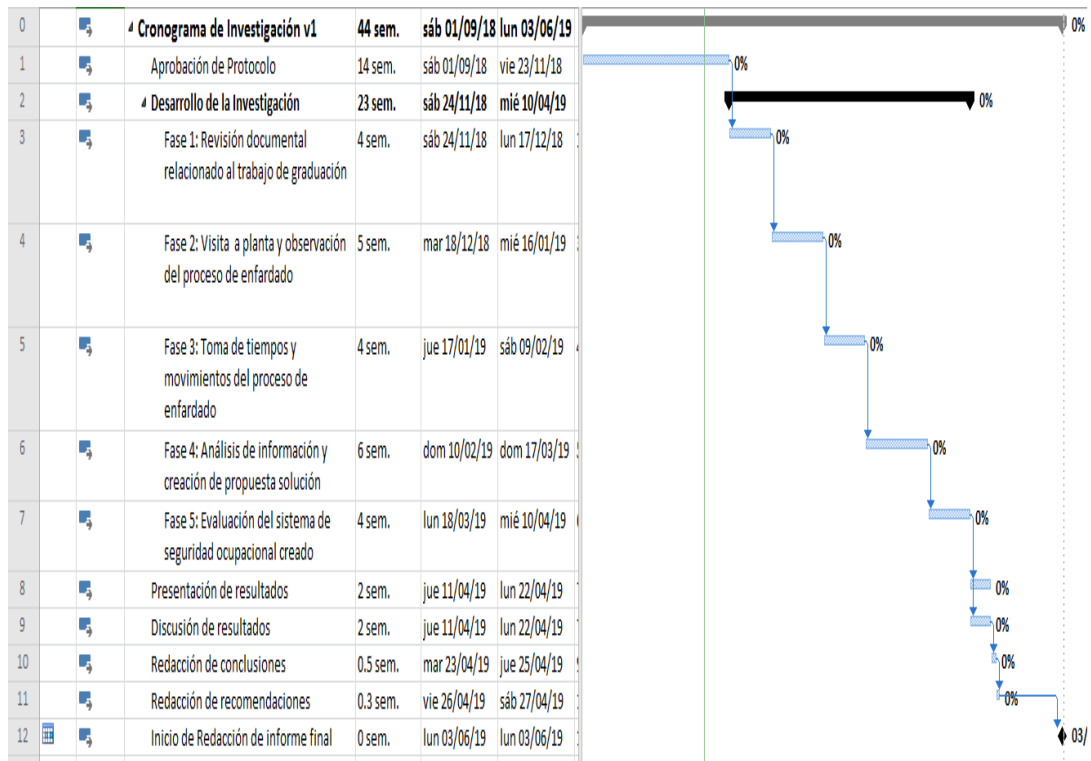 0 Cronograma de Investigación v1 44 sem. sáb 01/09/18 lun 03/06/19 0%
1 Aprobación de Protocolo 14 sem. sáb 01/09/18 vie 23/11/18 0%
2 Desarrollo de la Investigación 23 sem. sáb 24/11/18 mié 10/04/19 0%
3 Fase 1: Revisión documental 4 sem. sáb 24/11/18 lun 17/12/18 0%
relacionado al trabajo de graduación
4 Fase 2: Visita a planta y observación 5 sem. mar 18/12/18 mié 16/01/19 0%
del proceso de enfardado
5 Fase 3: Toma de tiempos y 4 sem. jue 17/01/19 sáb 09/02/19 0%
movimientos del proceso de
enfardado
6 Fase 4: Análisis de información y 6 sem. dom 10/02/19 dom 17/03/19 0%
creación de propuesta solución
7 Fase 5: Evaluación del sistema de 4 sem. lun 18/03/19 mié 10/04/19 0%
seguridad ocupacional creado
8 Presentación de resultados 2 sem. jue 11/04/19 lun 22/04/19 0%
9 Discusión de resultados 2 sem. jue 11/04/19 lun 22/04/19 0%
10 Redacción de conclusiones 0.5 sem. mar 23/04/19 jue 25/04/19 0%
11 Redacción de recomendaciones 0.3 sem. vie 26/04/19 sáb 27/04/19 0%
12 Inicio de Redacción de informe final 0 sem. lun 03/06/19 lun 03/06/19 03/